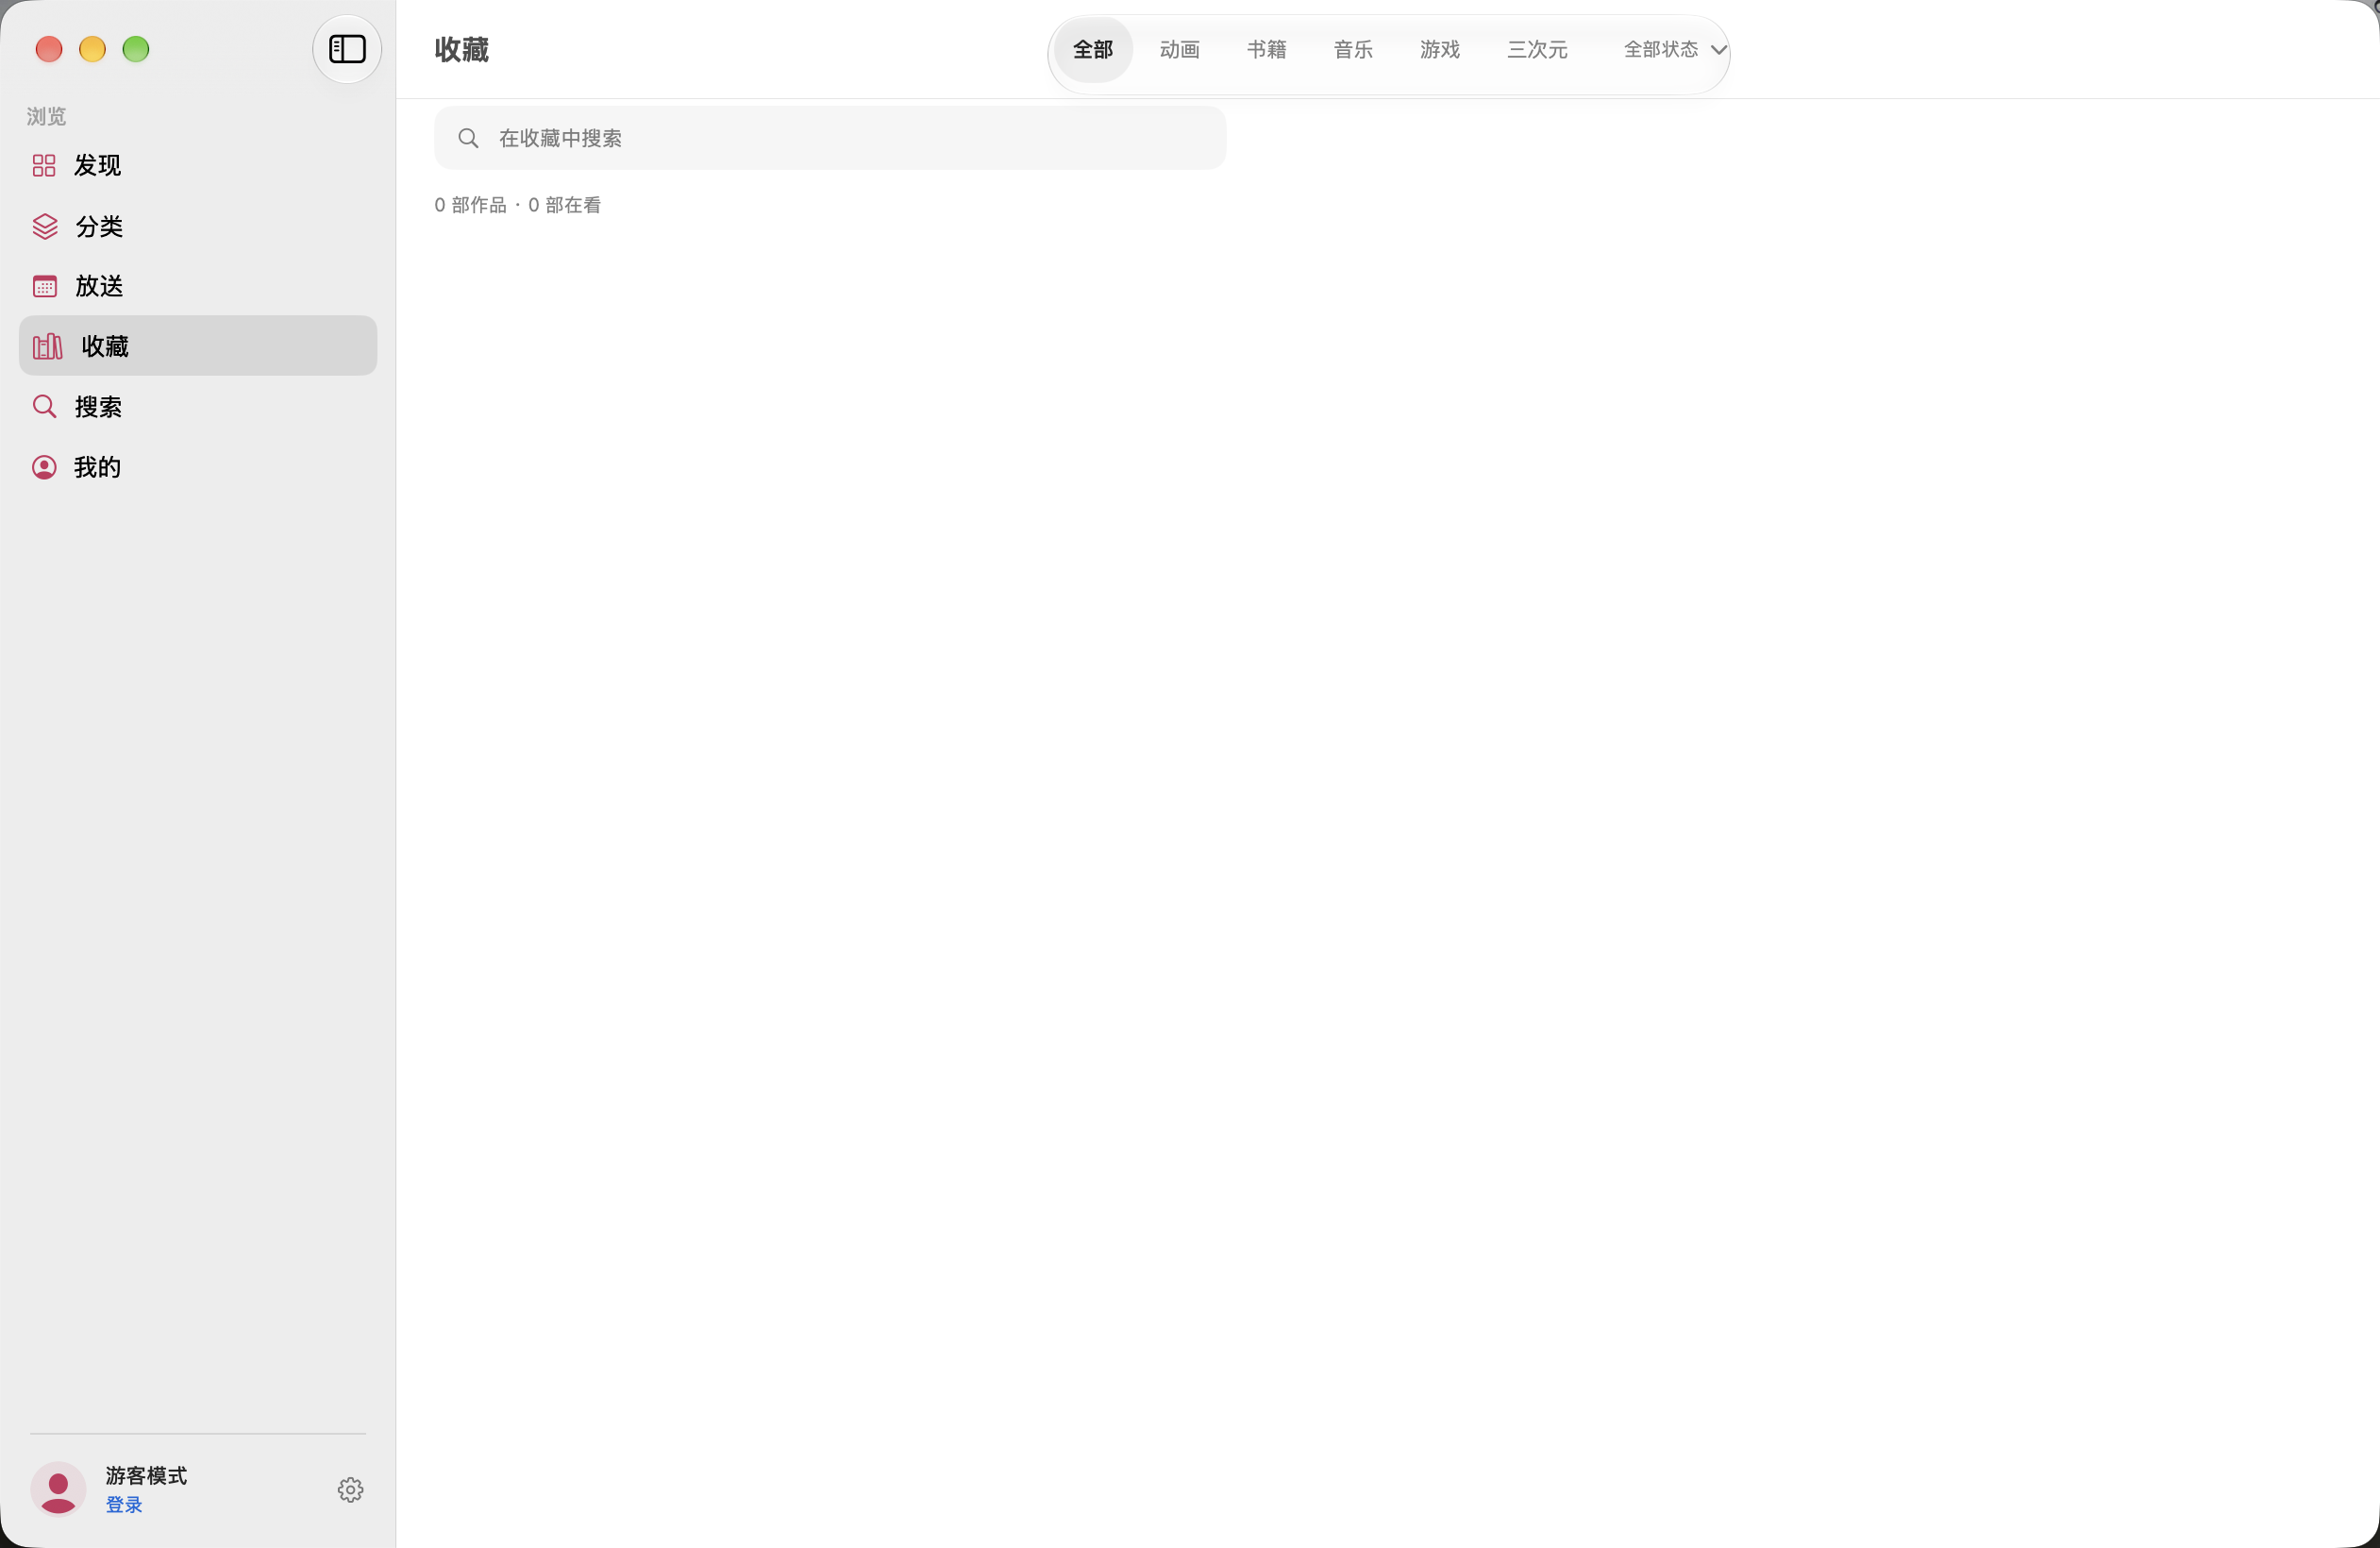 浏览
发现
分类
放送
收藏
搜索
我的
游客模式
登录
收藏
全部 动画 书籍 音乐 游戏 三次元 全部状态
在收藏中搜索
0 部作品 · 0 部在看